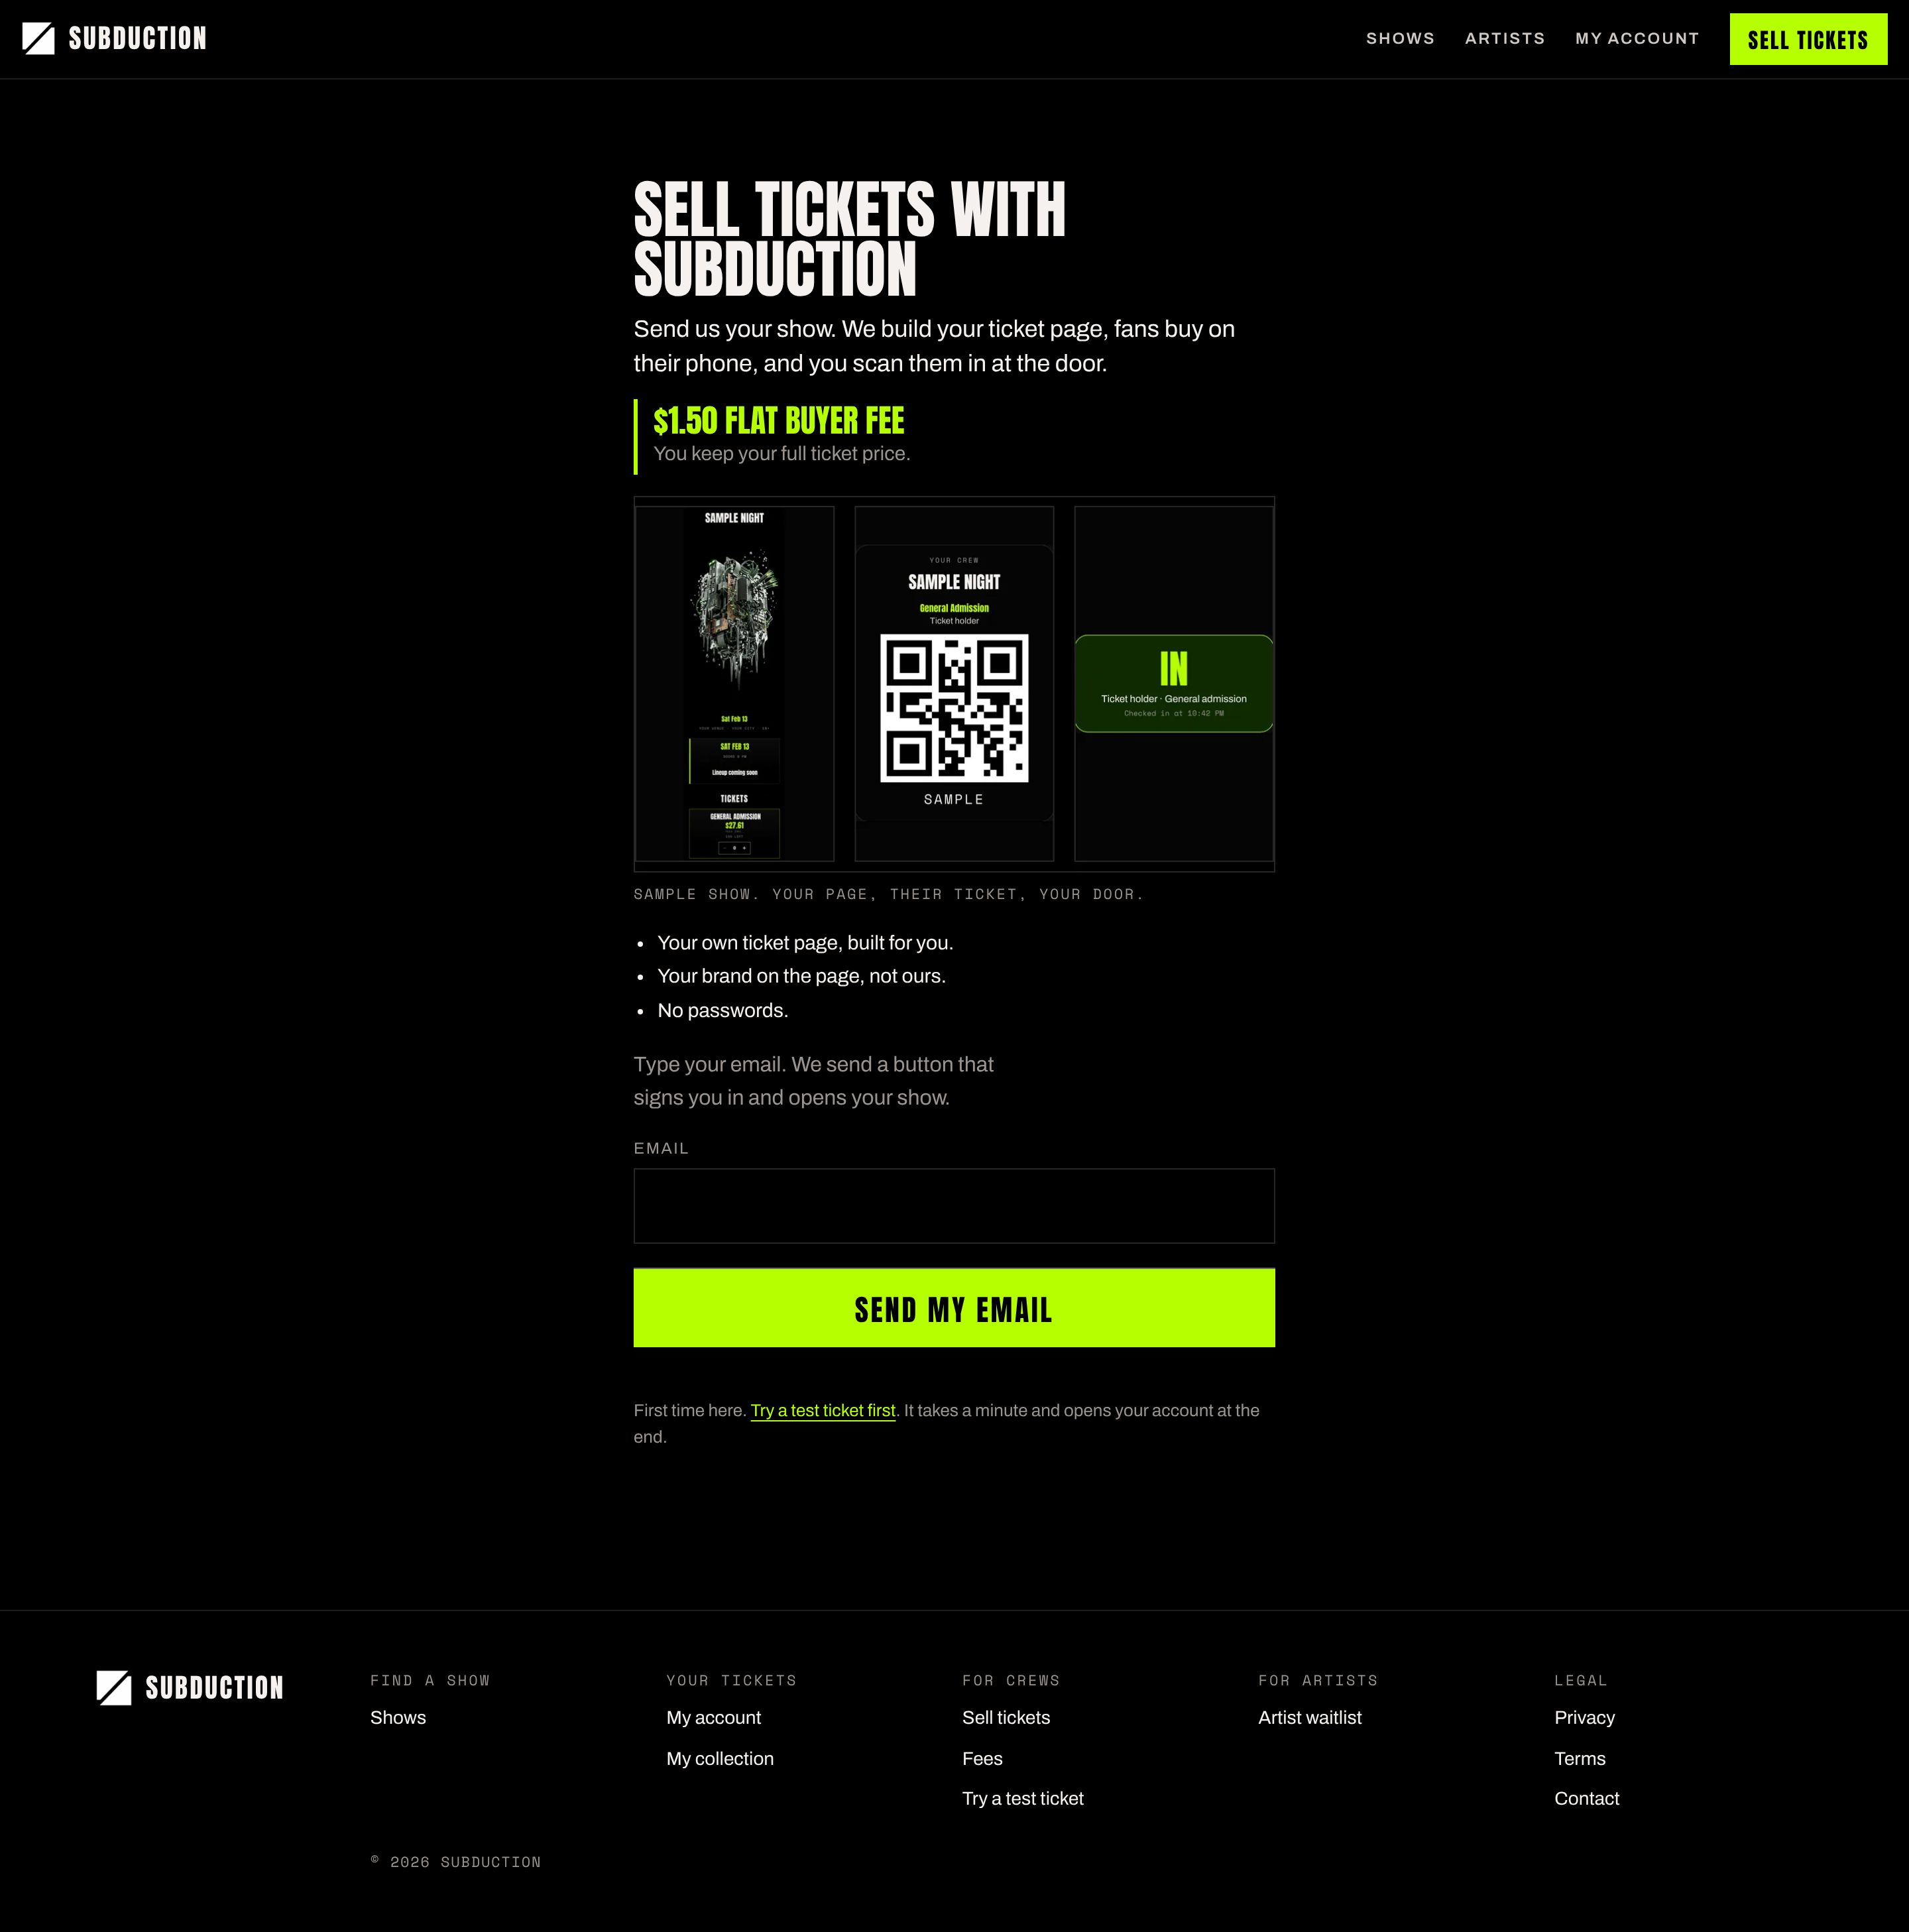 SUBDUCTION
SHOWS ARTISTS MY ACCOUNT SELL TICKETS
SELL TICKETS WITH
SUBDUCTION
Send us your show. We build your ticket page, fans buy on
their phone, and you scan them in at the door.
$1.50 FLAT BUYER FEE
You keep your full ticket price.
SAMPLE NIGHT
Sat Feb 13
SAT FEB 13
Lineup coming soon
TICKETS
GENERAL ADMISSION
$27.61
YOUR CREW
SAMPLE NIGHT
General Admission
Ticket holder
SAMPLE
IN
Ticket holder · General admission
Checked in at 10:42 PM
SAMPLE SHOW. YOUR PAGE, THEIR TICKET, YOUR DOOR.
• Your own ticket page, built for you.
• Your brand on the page, not ours.
• No passwords.
Type your email. We send a button that
signs you in and opens your show.
EMAIL
SEND MY EMAIL
First time here. Try a test ticket first. It takes a minute and opens your account at the
end.
SUBDUCTION
FIND A SHOW
Shows
YOUR TICKETS
My account
My collection
FOR CREWS
Sell tickets
Fees
Try a test ticket
FOR ARTISTS
Artist waitlist
LEGAL
Privacy
Terms
Contact
© 2026 SUBDUCTION